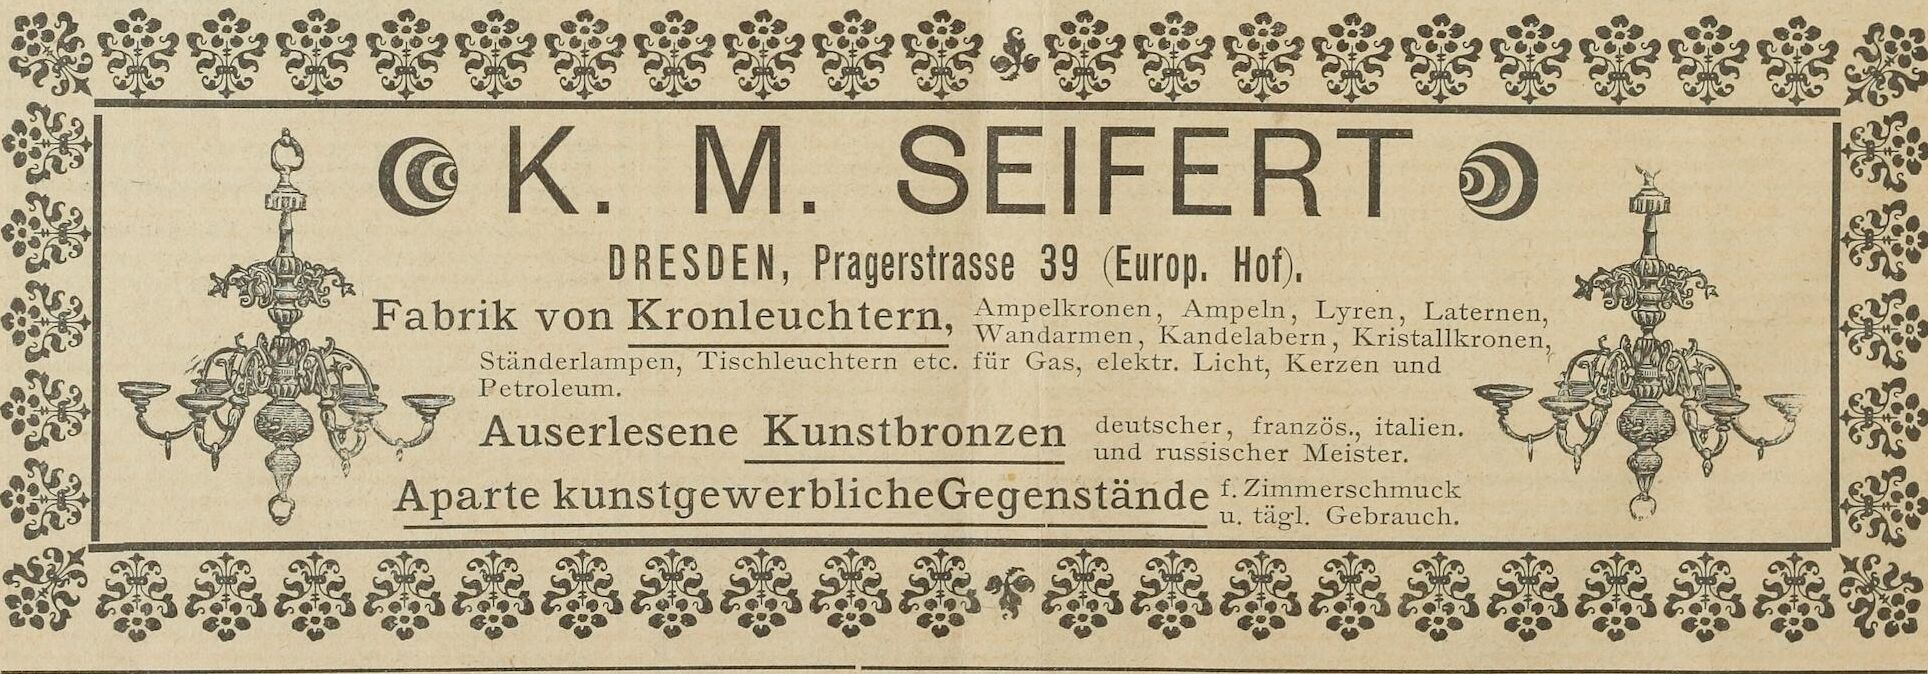 K. M. SEIFERT
DRESDEN, Pragerstrasse 39 (Europ. Hof).
Fabrik von Kronleuchtern, Ampelkronen, Ampeln, Lyren, Laternen,
Wandarmen, Kandelabern, Kristallkronen,
Ständerlampen, Tischleuchtern etc. für Gas, elektr. Licht, Kerzen und
Petroleum.
Auserlesene Kunstbronzen deutscher, französ., italien.
und russischer Meister.
Aparte kunstgewerbliche Gegenstände f. Zimmerschmuck
u. tägl. Gebrauch.